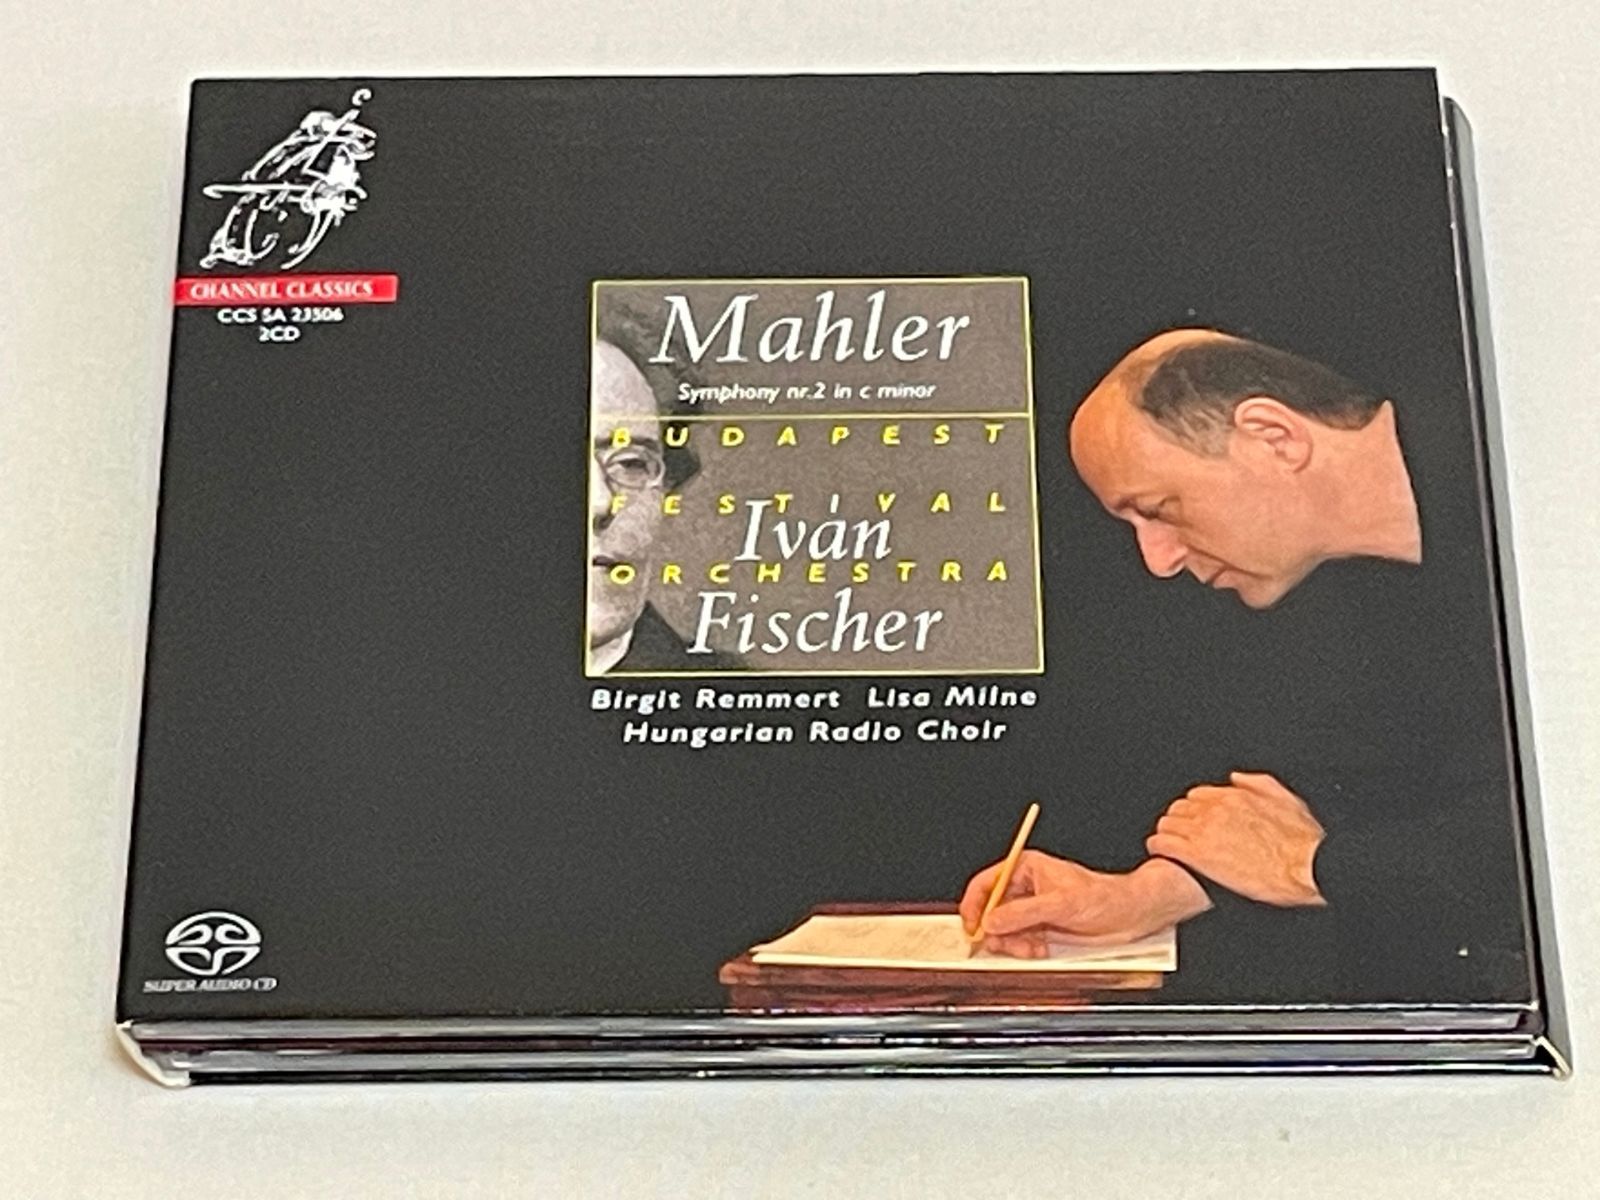 CHANNEL CLASSICS
CCS SA 23506
2CD
Mahler
Symphony nr.2 in c minor
BUDAPEST
FESTIVAL
Iván
ORCHESTRA
Fischer
Birgit Remmert Lisa Milne
Hungarian Radio Choir
SUPER AUDIO CD